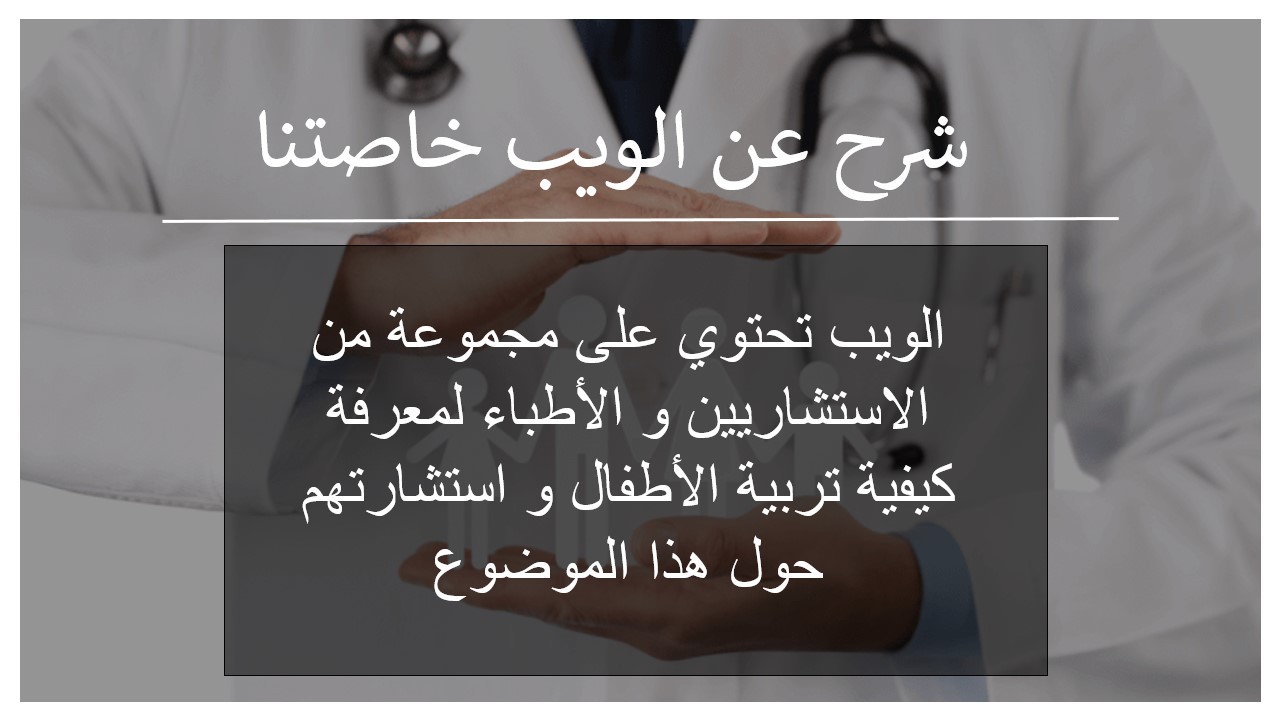 شرح عن الويب خاصتنا
الويب تحتوي على مجموعة من
الاستشاريين و الأطباء لمعرفة
كيفية تربية الأطفال و استشارتهم
حول هذا الموضوع